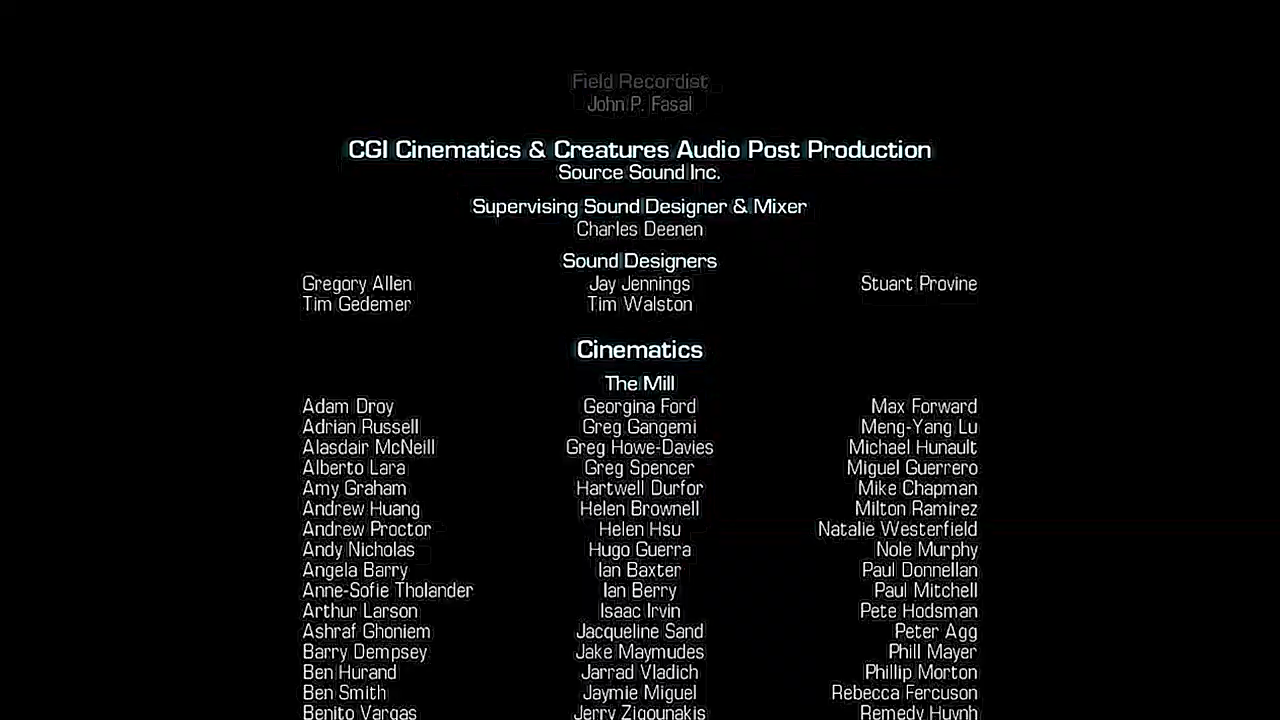 Field Recordist
John P. Fasal
CGI Cinematics & Creatures Audio Post Production
Source Sound Inc.
Supervising Sound Designer & Mixer
Charles Deenen
Sound Designers
Gregory Allen Jay Jennings Stuart Provine
Tim Gedemer Tim Walston
Cinematics
The Mill
Adam Droy Georgina Ford Max Forward
Adrian Russell Greg Gangemi Meng-Yang Lu
Alasdair McNeill Greg Howe-Davies Michael Hunault
Alberto Lara Greg Spencer Miguel Guerrero
Amy Graham Hartwell Durfor Mike Chapman
Andrew Huang Helen Brownell Milton Ramirez
Andrew Proctor Helen Hsu Natalie Westerfield
Andy Nicholas Hugo Guerra Nole Murphy
Angela Barry Ian Baxter Paul Donnellan
Anne-Sofie Tholander Ian Berry Paul Mitchell
Arthur Larson Isaac Irvin Pete Hodsman
Ashraf Ghoniem Jacqueline Sand Peter Agg
Barry Dempsey Jake Maymudes Phill Mayer
Ben Hurand Jarrad Vladich Phillip Morton
Ben Smith Jaymie Miguel Rebecca Fercuson
Benito Vargas Jerry Zigounakis Remedy Huynh